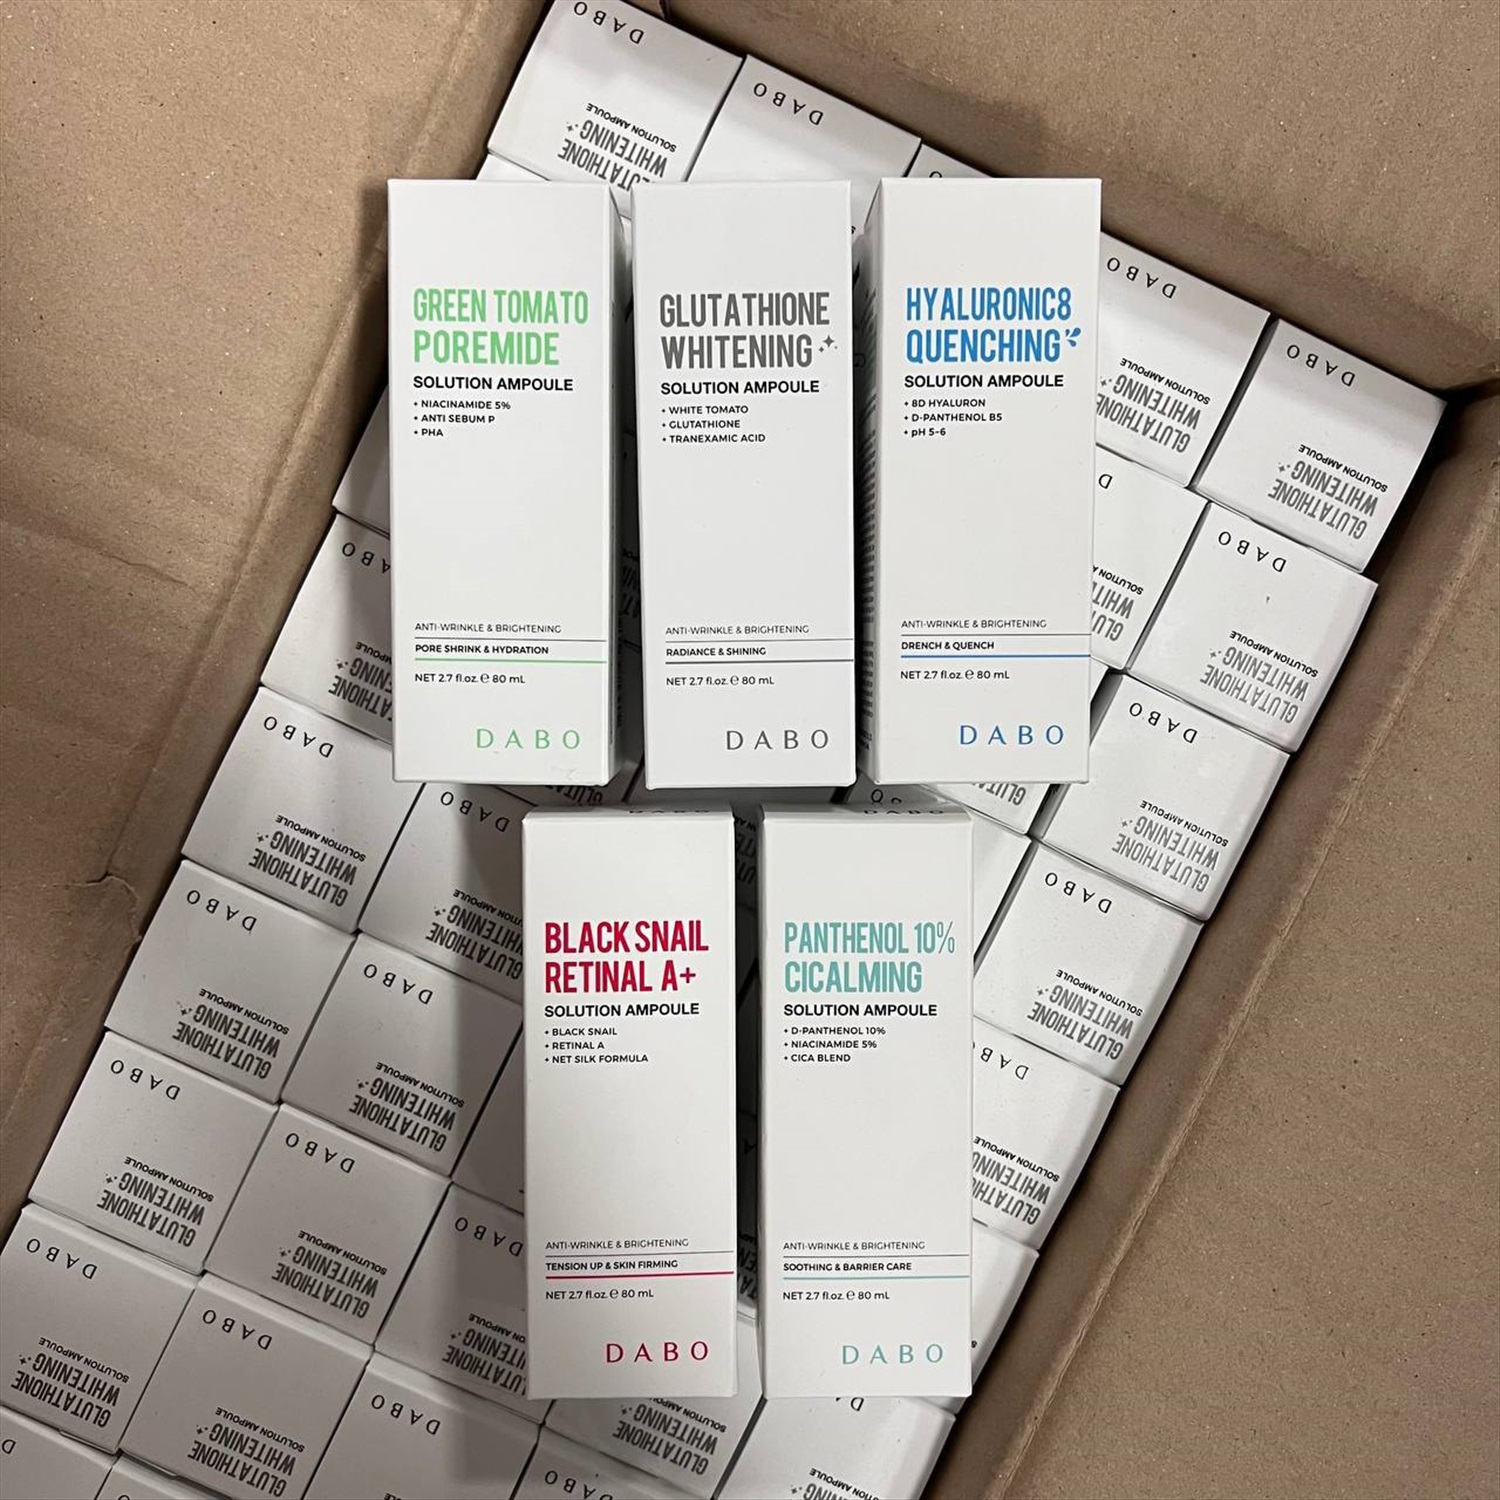 GREEN TOMATO
POREMIDE
SOLUTION AMPOULE
• NIACINAMIDE 5%
• ANTI SEBUM P
• PHA
ANTI-WRINKLE & BRIGHTENING
PORE SHRINK & HYDRATION
NET 2.7 fl.oz. ℮ 80 mL
DABO
GLUTATHIONE
WHITENING
SOLUTION AMPOULE
• WHITE TOMATO
• GLUTATHIONE
• TRANEXAMIC ACID
ANTI-WRINKLE & BRIGHTENING
RADIANCE & SHINING
NET 2.7 fl.oz. ℮ 80 mL
DABO
HYALURONIC8
QUENCHING
SOLUTION AMPOULE
• 8D HYALURON
• D-PANTHENOL B5
• pH 5-6
ANTI-WRINKLE & BRIGHTENING
DRENCH & QUENCH
NET 2.7 fl.oz. ℮ 80 mL
DABO
BLACK SNAIL
RETINAL A+
SOLUTION AMPOULE
• BLACK SNAIL
• RETINAL A
• NET SILK FORMULA
ANTI-WRINKLE & BRIGHTENING
TENSION UP & SKIN FIRMING
NET 2.7 fl.oz. ℮ 80 mL
DABO
PANTHENOL 10%
CICALMING
SOLUTION AMPOULE
• D-PANTHENOL 10%
• NIACINAMIDE 5%
• CICA BLEND
ANTI-WRINKLE & BRIGHTENING
SOOTHING & BARRIER CARE
NET 2.7 fl.oz. ℮ 80 mL
DABO
GLUTATHIONE
WHITENING
SOLUTION AMPOULE
DABO